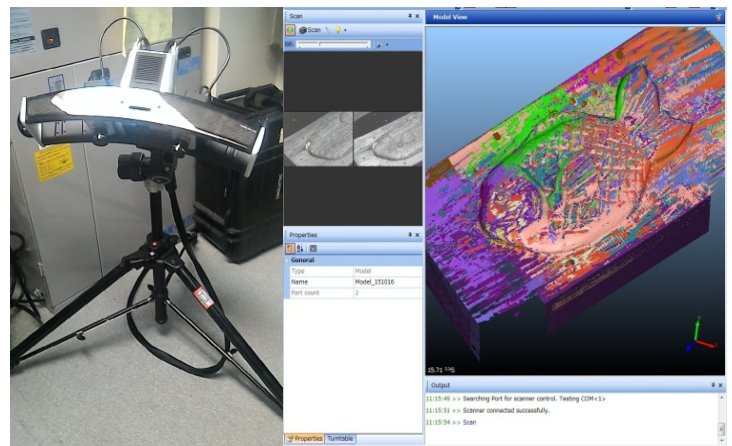 Scan
Scan
BR:
Properties
General
Type Model
Name Model_151016
Part count 2
Properties Turntable
Model View
Output
11:15:49 >> Searching Port for scanner control. Testing COM<1>
11:15:51 >> Scanner connected successfully.
11:15:54 >> Scan